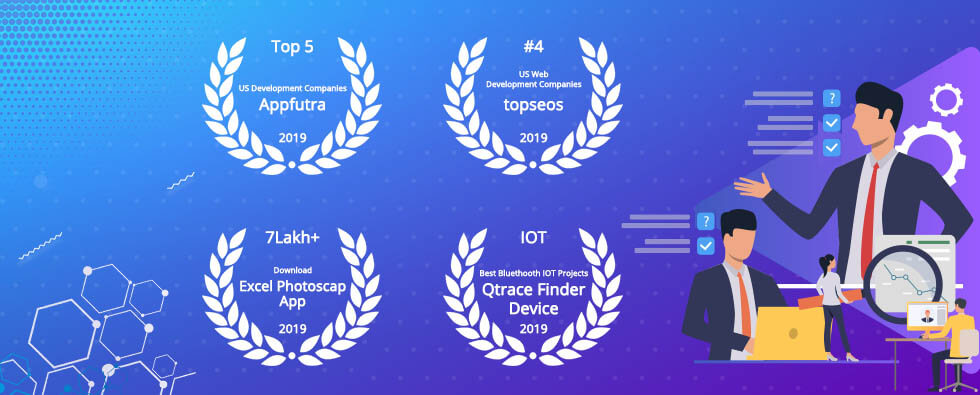 Top 5
US Development Companies
Appfutra
2019
#4
US Web
Development Companies
topseos
2019
?
?
7Lakh+
Download
Excel Photoscap
App
2019
IOT
Best Bluethooth IOT Projects
Qtrace Finder
Device
2019